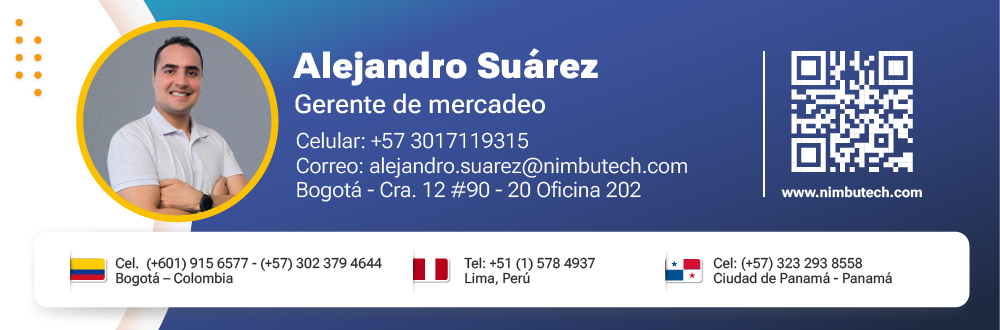 Alejandro Suárez
Gerente de mercadeo
Celular: +57 3017119315
Correo: alejandro.suarez@nimbutech.com
Bogotá - Cra. 12 #90 - 20 Oficina 202
www.nimbutech.com
Cel. (+601) 915 6577 - (+57) 302 379 4644
Bogotá – Colombia
Tel: +51 (1) 578 4937
Lima, Perú
Cel: (+57) 323 293 8558
Ciudad de Panamá - Panamá